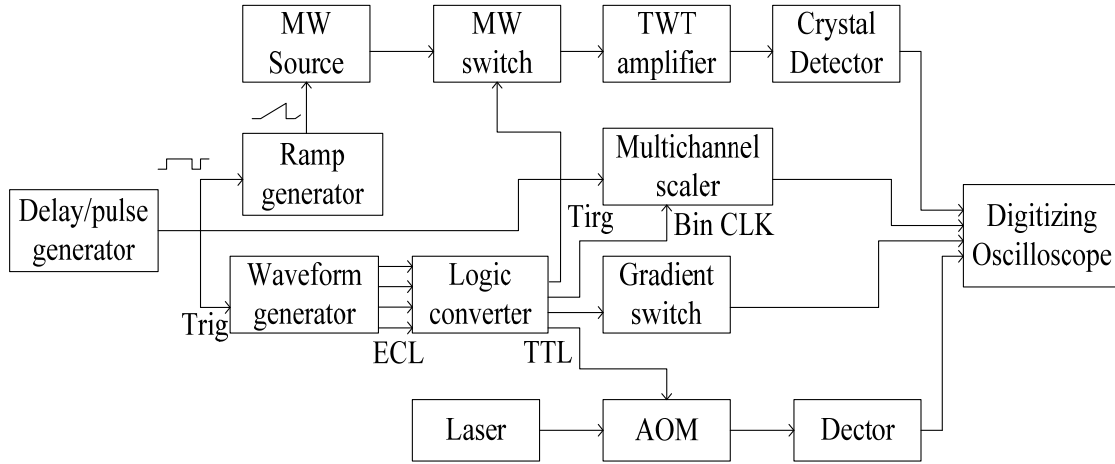 MW
Source
MW
switch
TWT
amplifier
Crystal
Detector
Ramp
generator
Multichannel
scaler
Delay/pulse
generator
Tirg
Bin CLK
Digitizing
Oscilloscope
Waveform
generator
Logic
converter
Gradient
switch
Trig
ECL
TTL
Laser
AOM
Dector